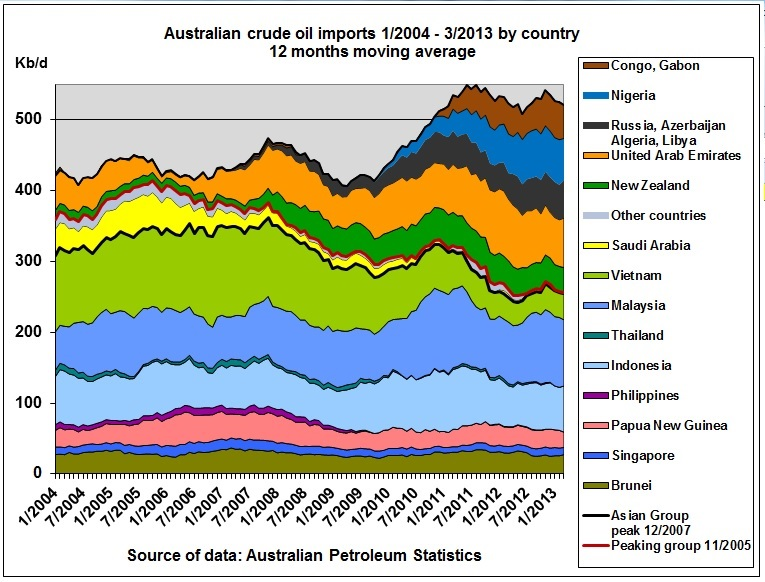 Australian crude oil imports 1/2004 - 3/2013 by country
12 months moving average
Kb/d
500
400
300
200
100
0
1/2004
7/2004
1/2005
7/2005
1/2006
7/2006
1/2007
7/2007
1/2008
7/2008
1/2009
7/2009
1/2010
7/2010
1/2011
7/2011
1/2012
7/2012
1/2013
Source of data: Australian Petroleum Statistics
Congo, Gabon
Nigeria
Russia, Azerbaijan
Algeria, Libya
United Arab Emirates
New Zealand
Other countries
Saudi Arabia
Vietnam
Malaysia
Thailand
Indonesia
Philippines
Papua New Guinea
Singapore
Brunei
Asian Group
peak 12/2007
Peaking group 11/2005